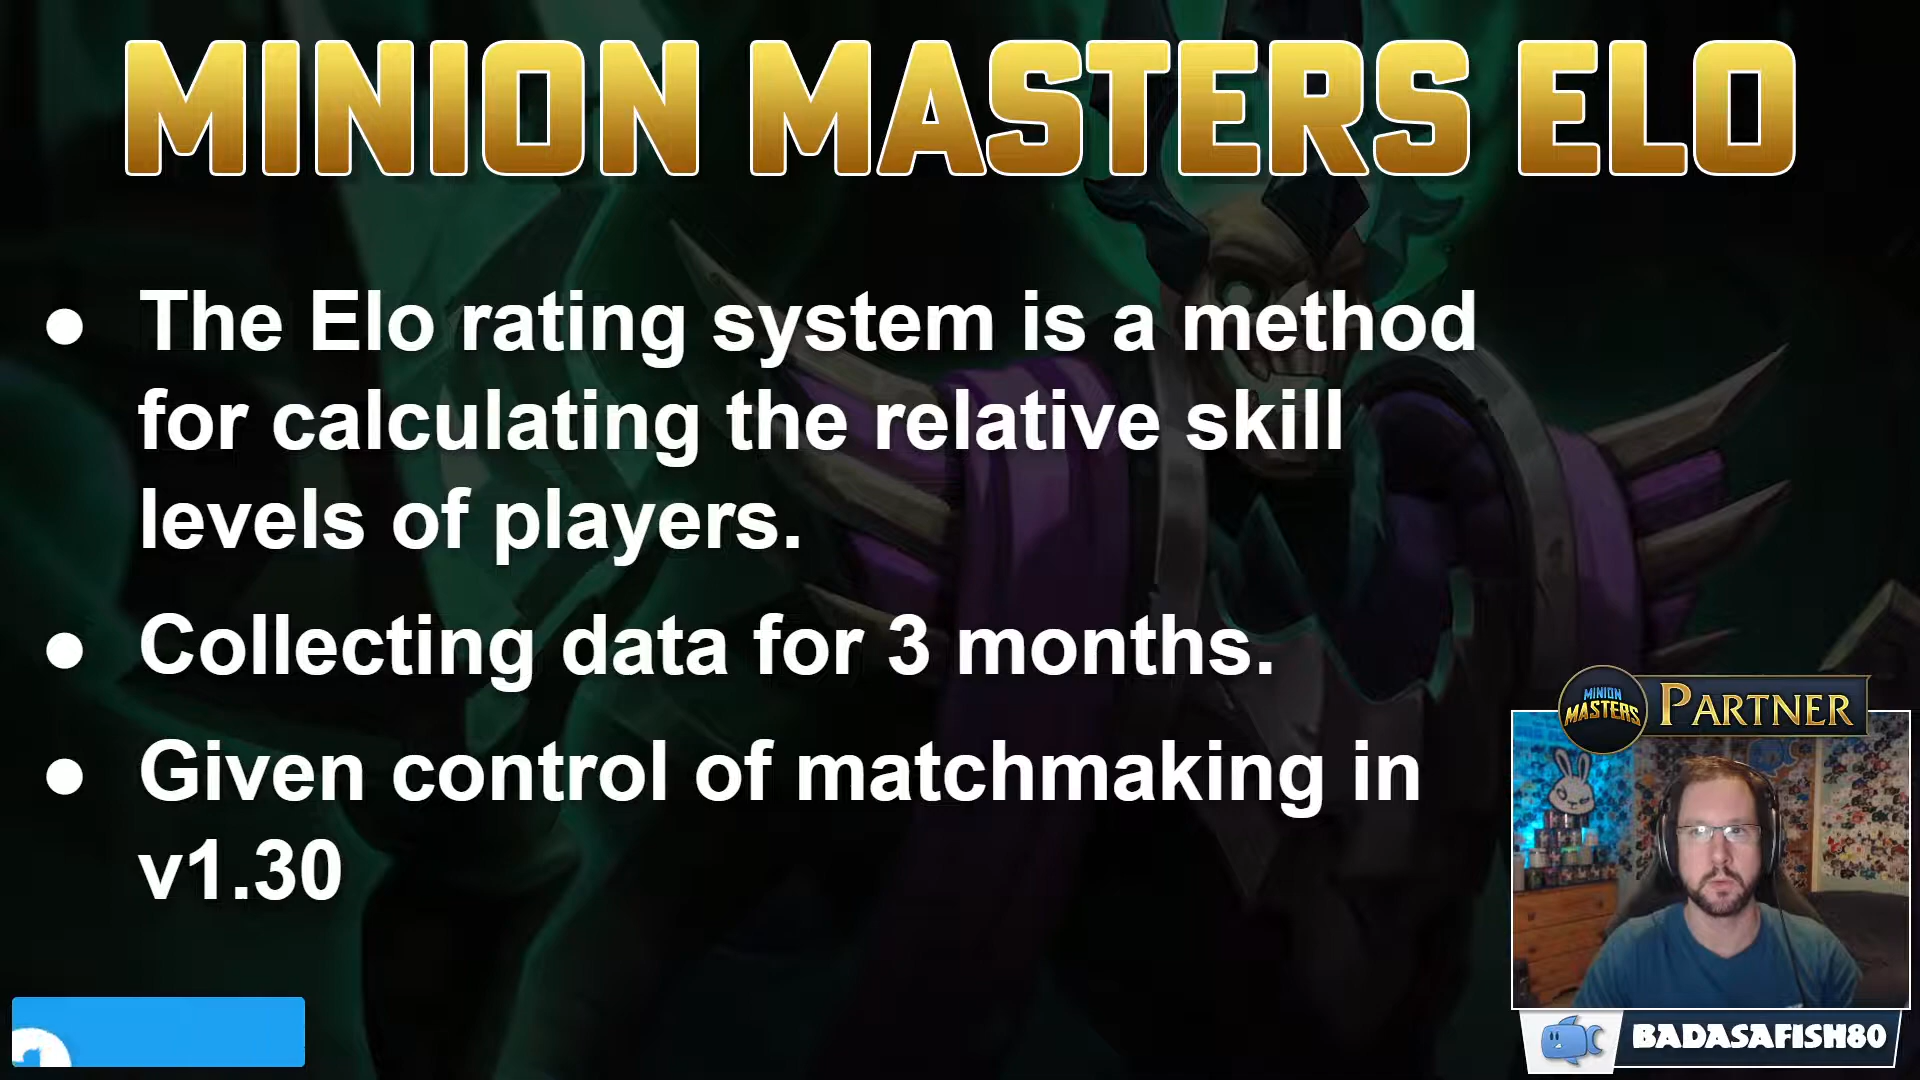 MINION MASTERS ELO
● The Elo rating system is a method
for calculating the relative skill
levels of players.
● Collecting data for 3 months.
● Given control of matchmaking in
v1.30
MINION
MASTERS
PARTNER
BADASAFISH80